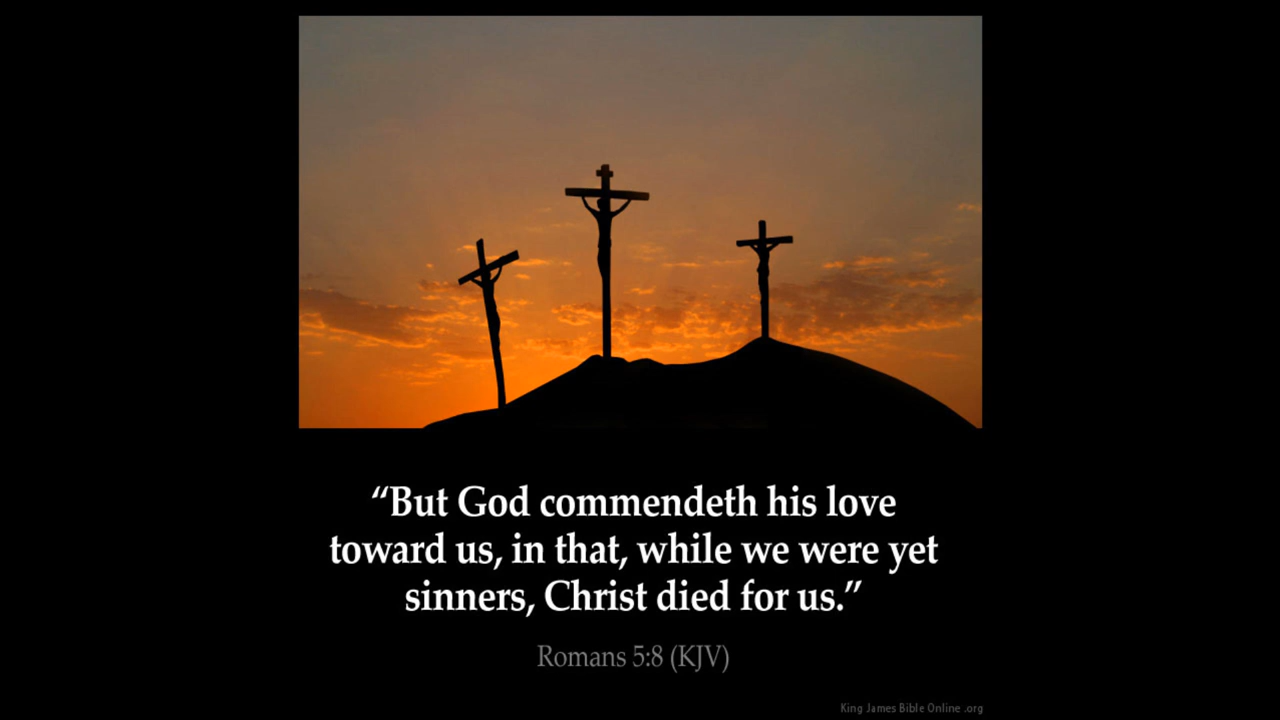 “But God commendeth his love
toward us, in that, while we were yet
sinners, Christ died for us.”
Romans 5:8 (KJV)
King James Bible Online .org